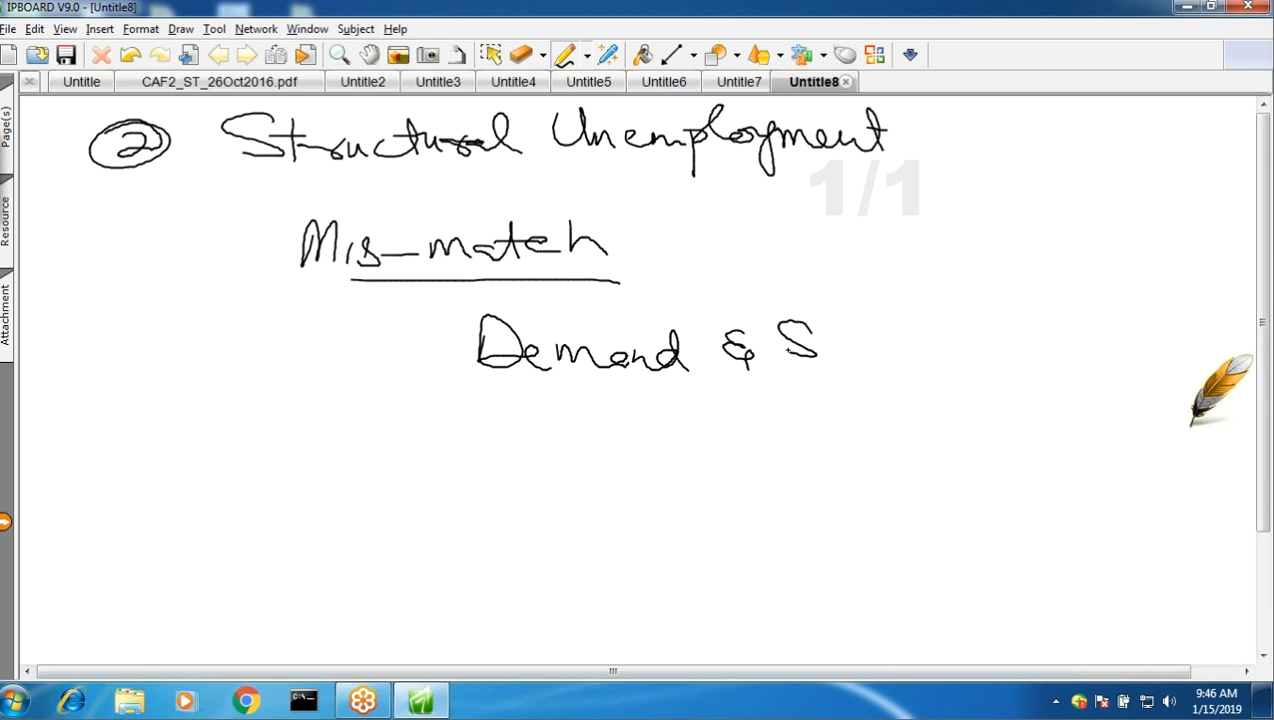 IPBOARD V9.0 - [Untitle8]
File Edit View Insert Format Draw Tool Network Window Subject Help
Untitle CAF2_ST_26Oct2016.pdf Untitle2 Untitle3 Untitle4 Untitle5 Untitle6 Untitle7 Untitle8
Page(s)
Resource
Attachment
② Structural Unemployment
1/1
Mis-match
Demand & S
9:46 AM
1/15/2019